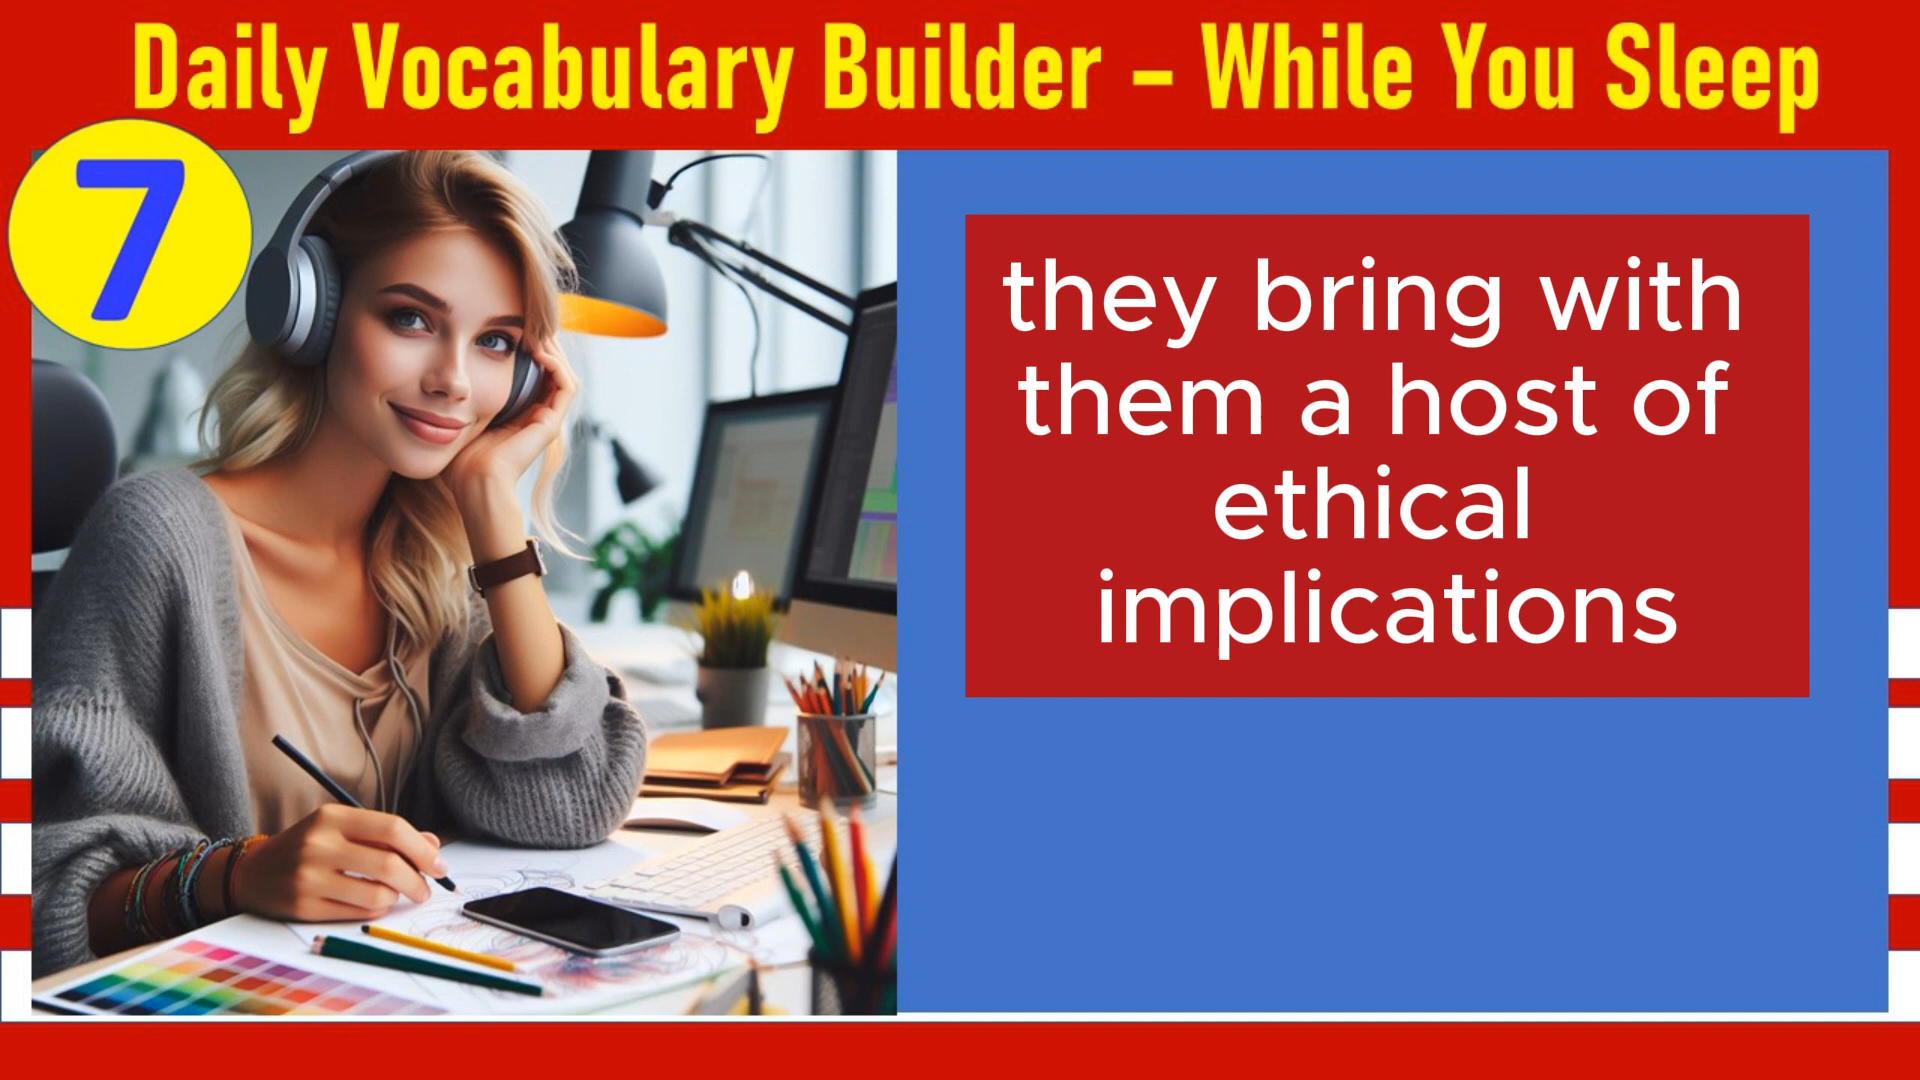 Daily Vocabulary Builder – While You Sleep
7
they bring with
them a host of
ethical
implications